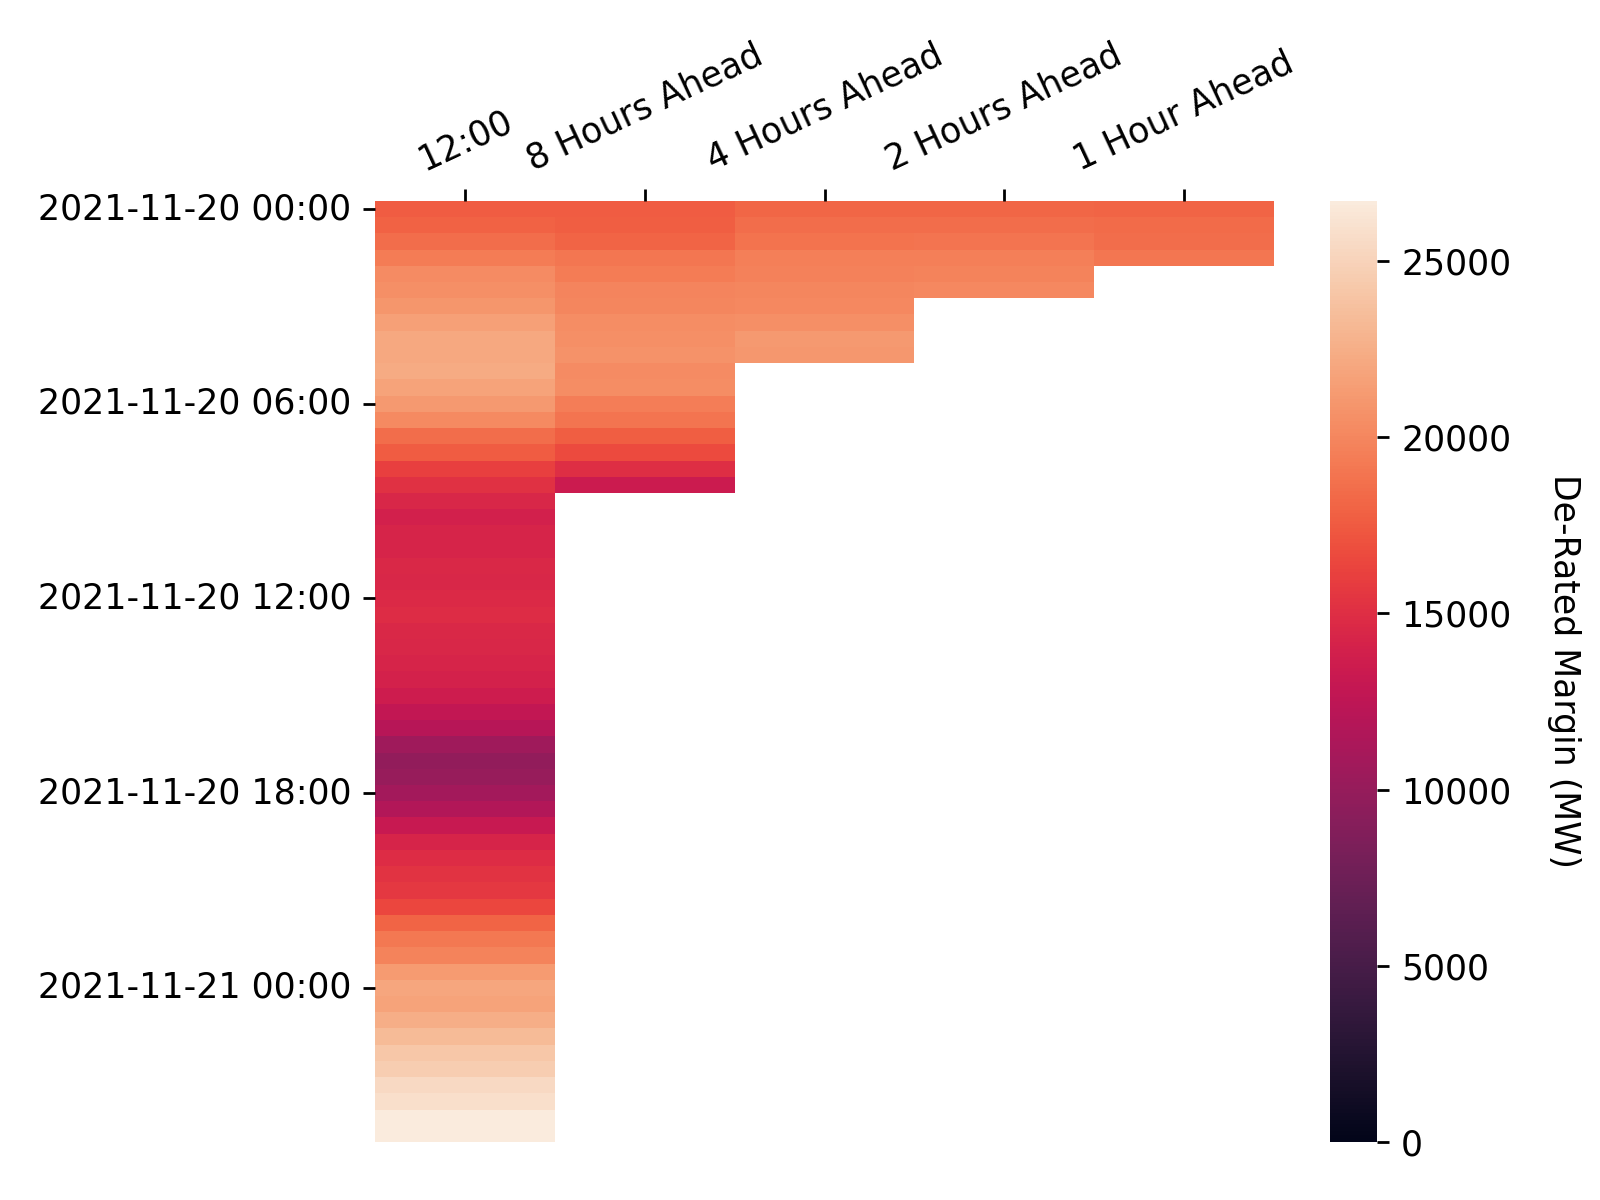 12:00
8 Hours Ahead
4 Hours Ahead
2 Hours Ahead
1 Hour Ahead
2021-11-20 00:00
2021-11-20 06:00
2021-11-20 12:00
2021-11-20 18:00
2021-11-21 00:00
25000
20000
15000
10000
5000
0
De-Rated Margin (MW)